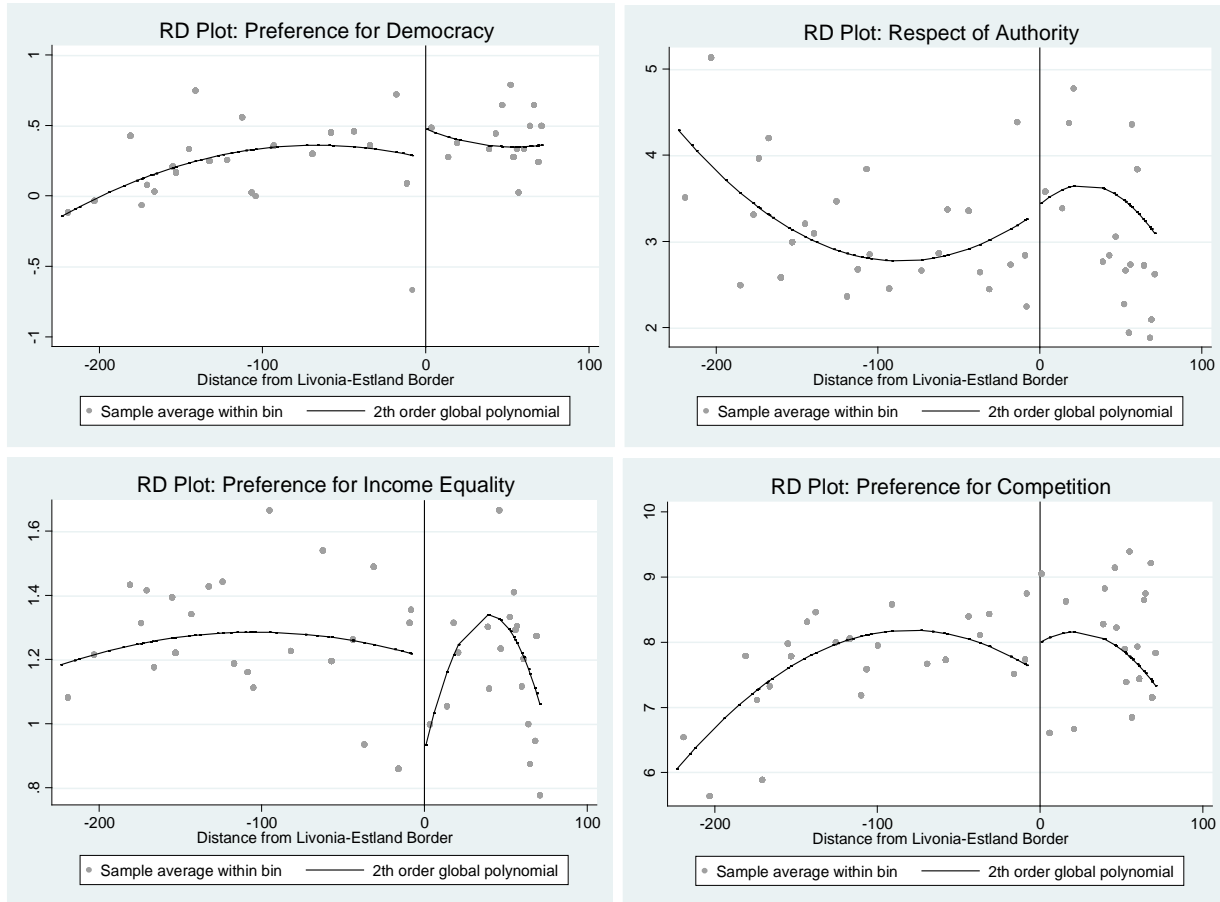 RD Plot: Preference for Democracy
1
.5
0
-.5
-1
-200 -100 0 100
Distance from Livonia-Estland Border
Sample average within bin 2th order global polynomial
RD Plot: Respect of Authority
5
4
3
2
-200 -100 0 100
Distance from Livonia-Estland Border
Sample average within bin 2th order global polynomial
RD Plot: Preference for Income Equality
1.6
1.4
1.2
1
.8
-200 -100 0 100
Distance from Livonia-Estland Border
Sample average within bin 2th order global polynomial
RD Plot: Preference for Competition
10
9
8
7
6
-200 -100 0 100
Distance from Livonia-Estland Border
Sample average within bin 2th order global polynomial